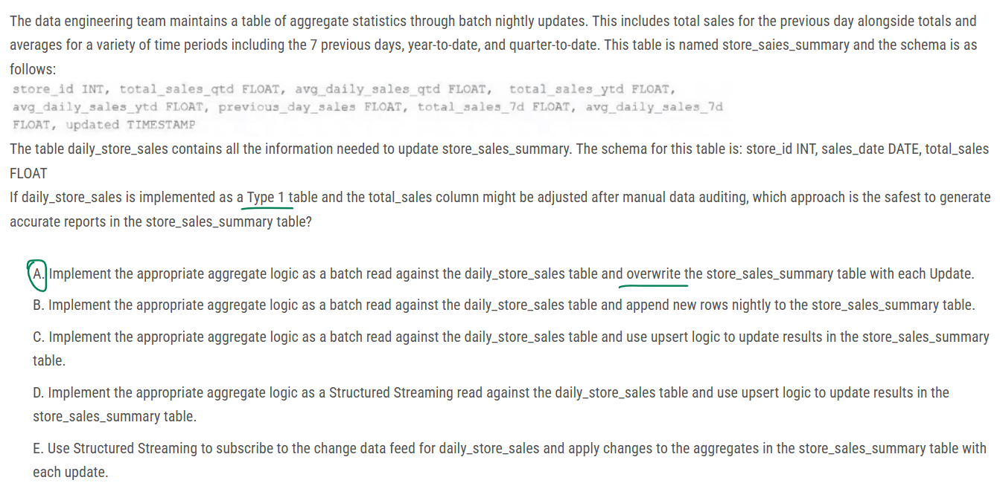 The data engineering team maintains a table of aggregate statistics through batch nightly updates. This includes total sales for the previous day alongside totals and
averages for a variety of time periods including the 7 previous days, year-to-date, and quarter-to-date. This table is named store_saies_summary and the schema is as
follows:
store_id INT, total_sales_qtd FLOAT, avg_daily_sales_qtd FLOAT, total_sales_ytd FLOAT,
avg_daily_sales_ytd FLOAT, previous_day_sales FLOAT, total_sales_7d FLOAT, avg_daily_sales_7d
FLOAT, updated TIMESTAMP
The table daily_store_sales contains all the information needed to update store_sales_summary. The schema for this table is: store_id INT, sales_date DATE, total_sales
FLOAT
If daily_store_sales is implemented as a Type 1 table and the total_sales column might be adjusted after manual data auditing, which approach is the safest to generate
accurate reports in the store_sales_summary table?
A. Implement the appropriate aggregate logic as a batch read against the daily_store_sales table and overwrite the store_sales_summary table with each Update.
B. Implement the appropriate aggregate logic as a batch read against the daily_store_sales table and append new rows nightly to the store_sales_summary table.
C. Implement the appropriate aggregate logic as a batch read against the daily_store_sales table and use upsert logic to update results in the store_sales_summary
table.
D. Implement the appropriate aggregate logic as a Structured Streaming read against the daily_store_sales table and use upsert logic to update results in the
store_sales_summary table.
E. Use Structured Streaming to subscribe to the change data feed for daily_store_sales and apply changes to the aggregates in the store_sales_summary table with
each update.